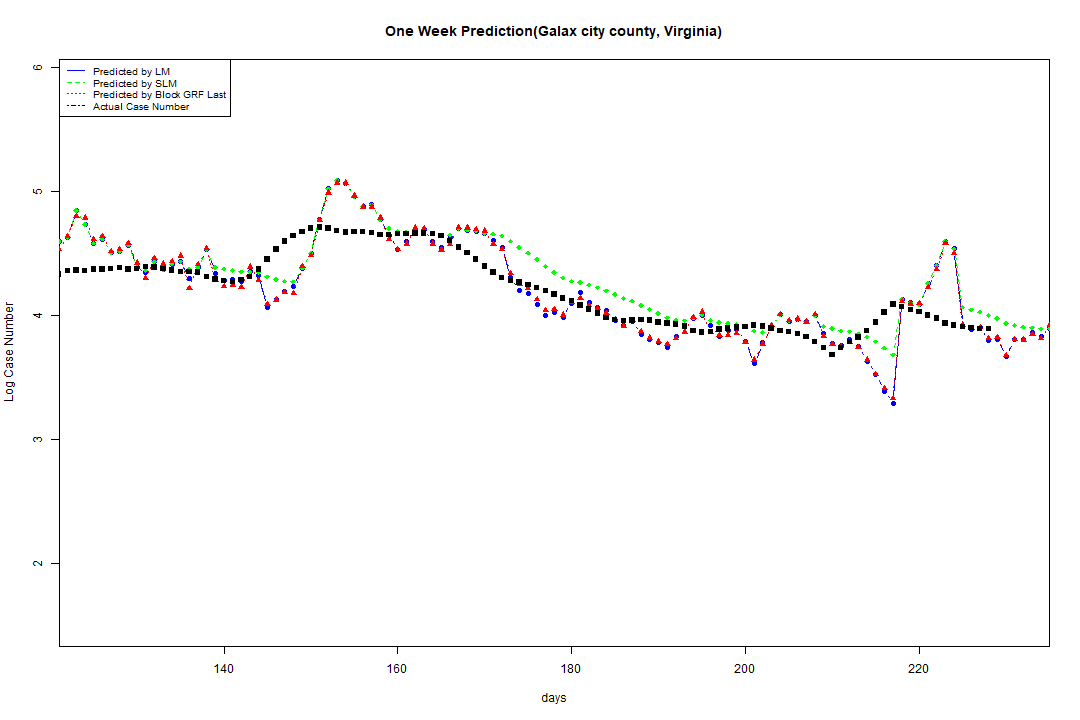 One Week Prediction(Galax city county, Virginia)
Predicted by LM
Predicted by SLM
Predicted by Block GRF Last
Actual Case Number
6
5
4
3
2
Log Case Number
140 160 180 200 220
days